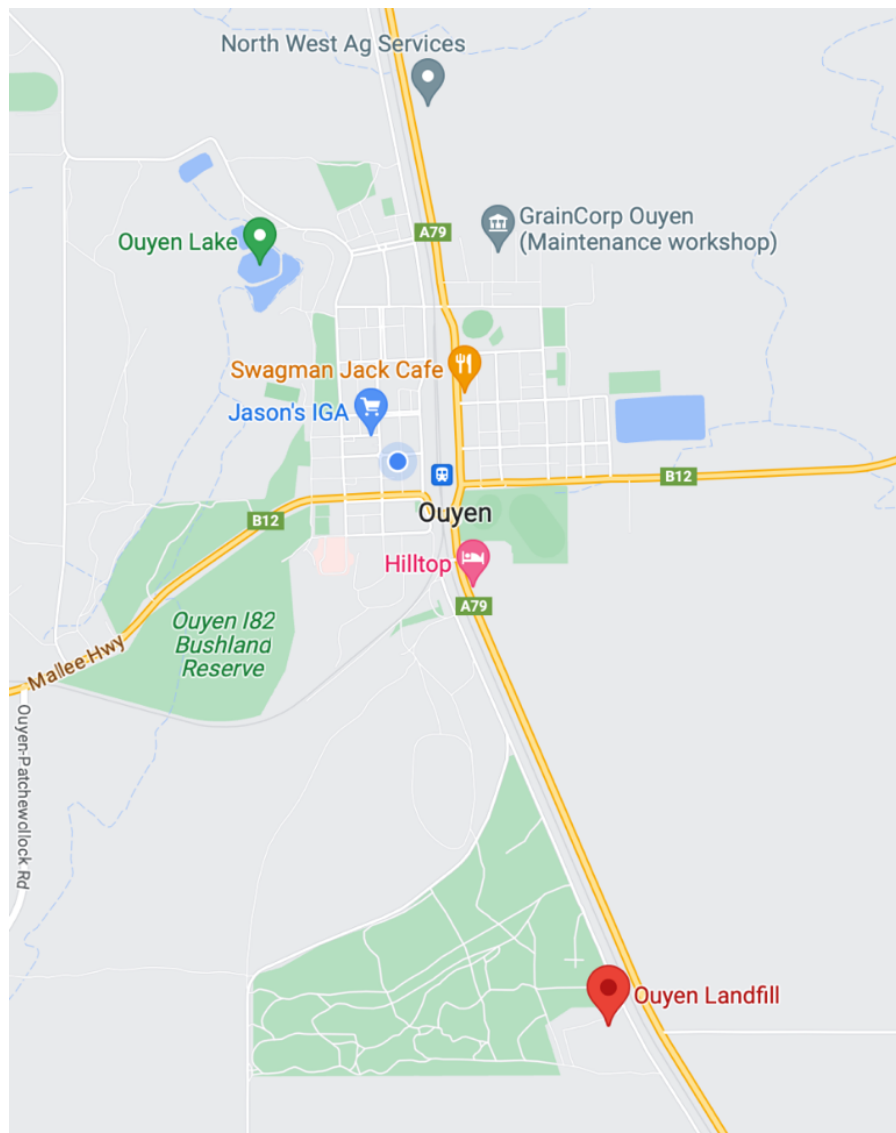 North West Ag Services
A79
GrainCorp Ouyen
(Maintenance workshop)
Ouyen Lake
Swagman Jack Cafe
Jason's IGA
B12
B12
Ouyen
Hilltop
A79
Ouyen I82
Bushland
Reserve
Mallee Hwy
Ouyen-Patchewollock Rd
Ouyen Landfill